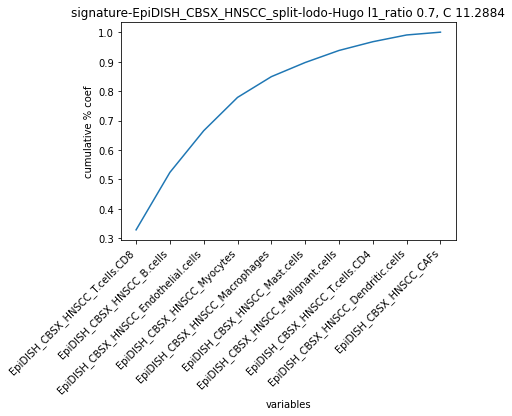 signature-EpiDISH_CBSX_HNSCC_split-lodo-Hugo l1_ratio 0.7, C 11.2884
cumulative % coef
1.0
0.9
0.8
0.7
0.6
0.5
0.4
0.3
EpiDISH_CBSX_HNSCC_T.cells.CD8
EpiDISH_CBSX_HNSCC_B.cells
EpiDISH_CBSX_HNSCC_Endothelial.cells
EpiDISH_CBSX_HNSCC_Myocytes
EpiDISH_CBSX_HNSCC_Macrophages
EpiDISH_CBSX_HNSCC_Mast.cells
EpiDISH_CBSX_HNSCC_Malignant.cells
EpiDISH_CBSX_HNSCC_T.cells.CD4
EpiDISH_CBSX_HNSCC_Dendritic.cells
EpiDISH_CBSX_HNSCC_CAFs
variables